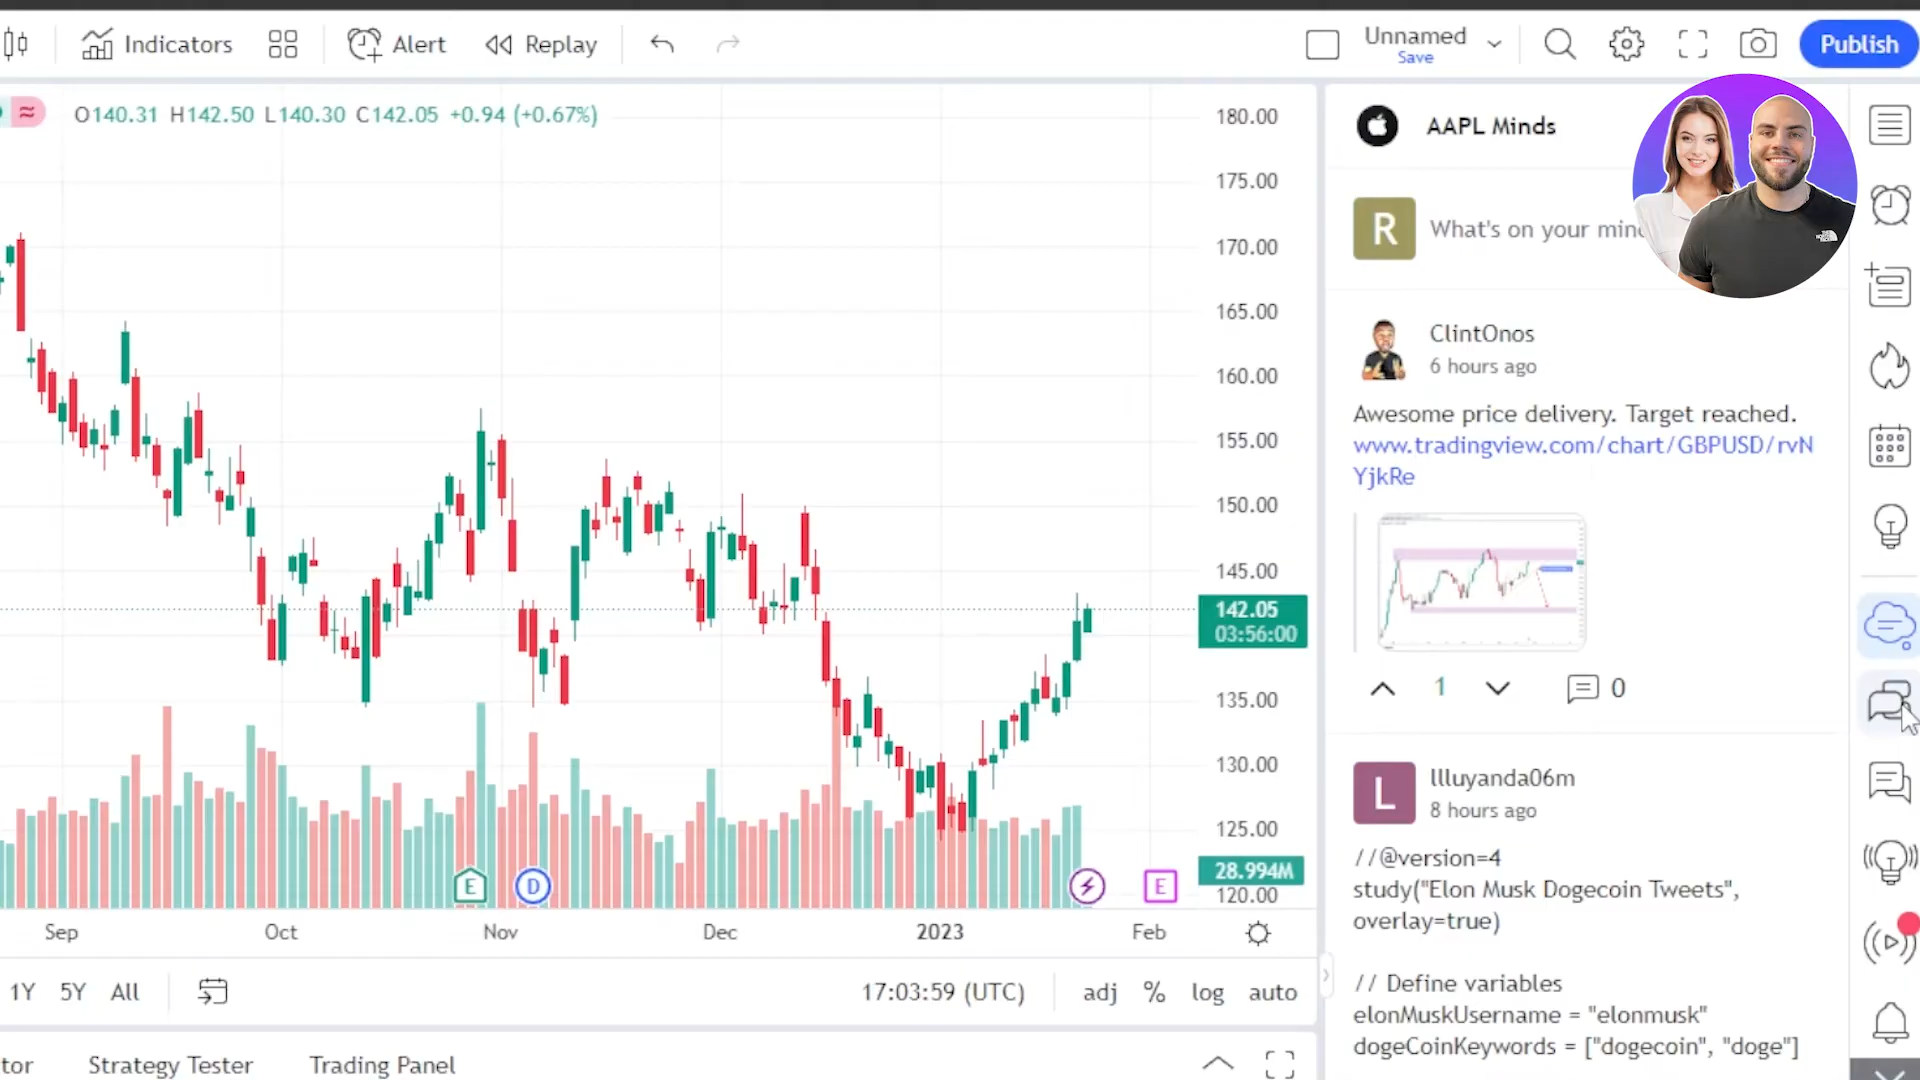 Indicators
Alert
Replay
Unnamed
Save
Publish
O140.31 H142.50 L140.30 C142.05 +0.94 (+0.67%)
180.00
175.00
170.00
165.00
160.00
155.00
150.00
145.00
142.05
03:56:00
135.00
130.00
125.00
28.994M
120.00
E
D
E
Sep
Oct
Nov
Dec
2023
Feb
1Y 5Y All
17:03:59 (UTC)
adj % log auto
tor
Strategy Tester
Trading Panel
AAPL Minds
R
What's on your mind
ClintOnos
6 hours ago
Awesome price delivery. Target reached.
www.tradingview.com/chart/GBPUSD/rvN
YjkRe
1
0
L
llluyanda06m
8 hours ago
//@version=4
study("Elon Musk Dogecoin Tweets",
overlay=true)
// Define variables
elonMuskUsername = "elonmusk"
dogeCoinKeywords = ["dogecoin", "doge"]